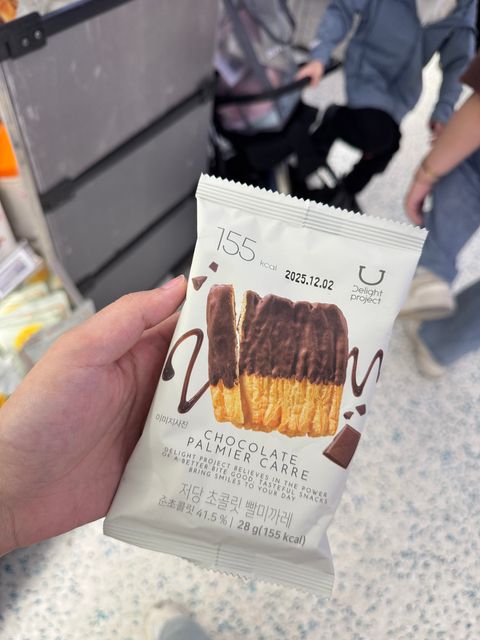 155 kcal
2025.12.02
Delight
project
이미지사진
CHOCOLATE
PALMIER CARRE
DELIGHT PROJECT BELIEVES IN THE POWER
OF A BETTER BITE GOOD, TASTEFUL SNACKS
BRING SMILES TO YOUR DAY
저당 초콜릿 빨미까레
준초콜릿 41.5% | 28 g(155 kcal)